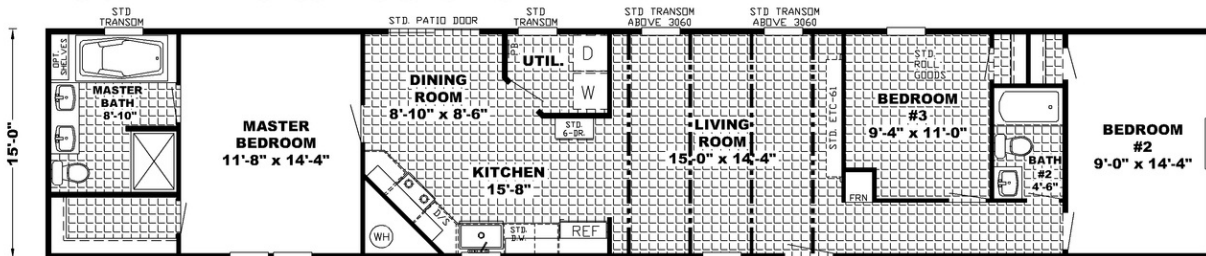 STD
TRANSOM
STD. PATIO DOOR
STD
TRANSOM
STD TRANSOM
ABOVE 3060
STD TRANSOM
ABOVE 3060
15'-0"
OPT.
SHELVES
MASTER
BATH
8'-10"
MASTER
BEDROOM
11'-8" x 14'-4"
DINING
ROOM
8'-10" x 8'-6"
P.B.
UTIL.
D
W
STD.
6-DR.
KITCHEN
15'-8"
D/S
WH
STD.
D.W.
REF
LIVING
ROOM
15'-0" x 14'-4"
STD. ETC-61
STD.
ROLL
GOODS
BEDROOM
#3
9'-4" x 11'-0"
FRN
BATH
#2
4'-6"
BEDROOM
#2
9'-0" x 14'-4"